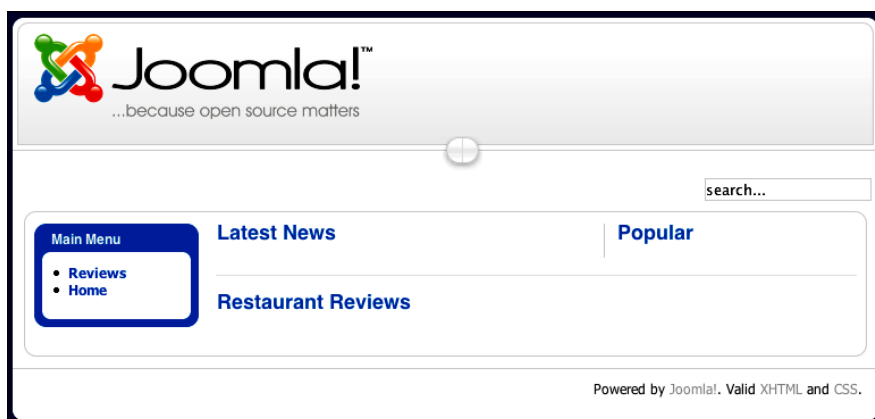 Joomla!™
...because open source matters
search...
Main Menu
Reviews
Home
Latest News
Popular
Restaurant Reviews
Powered by Joomla!. Valid XHTML and CSS.